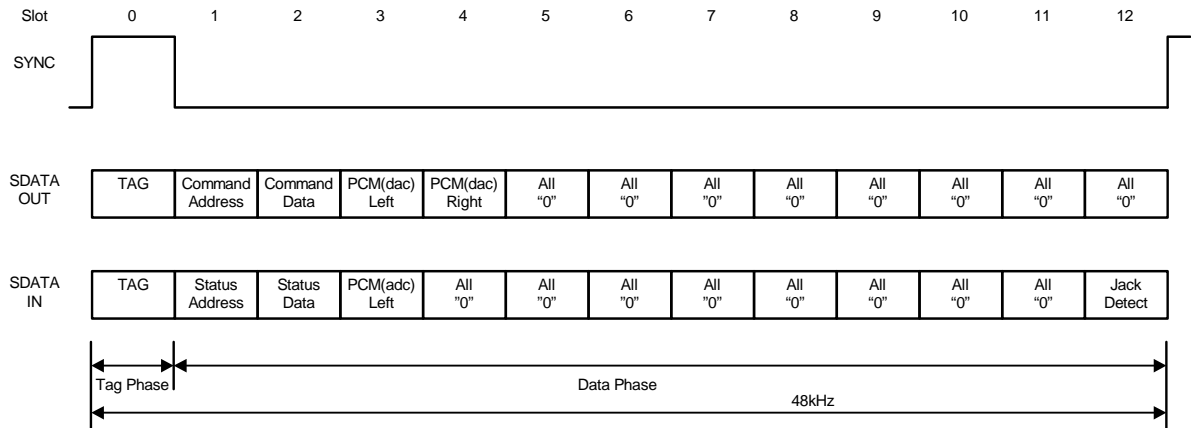 Slot 0 1 2 3 4 5 6 7 8 9 10 11 12
SYNC
SDATA OUT TAG Command Address Command Data PCM(dac) Left PCM(dac) Right All “0” All “0” All ”0” All “0” All “0” All “0” All “0” All “0”
SDATA IN TAG Status Address Status Data PCM(adc) Left All ”0” All ”0” All “0” All ”0” All “0” All “0” All “0” All “0” Jack Detect
Tag Phase Data Phase
48kHz